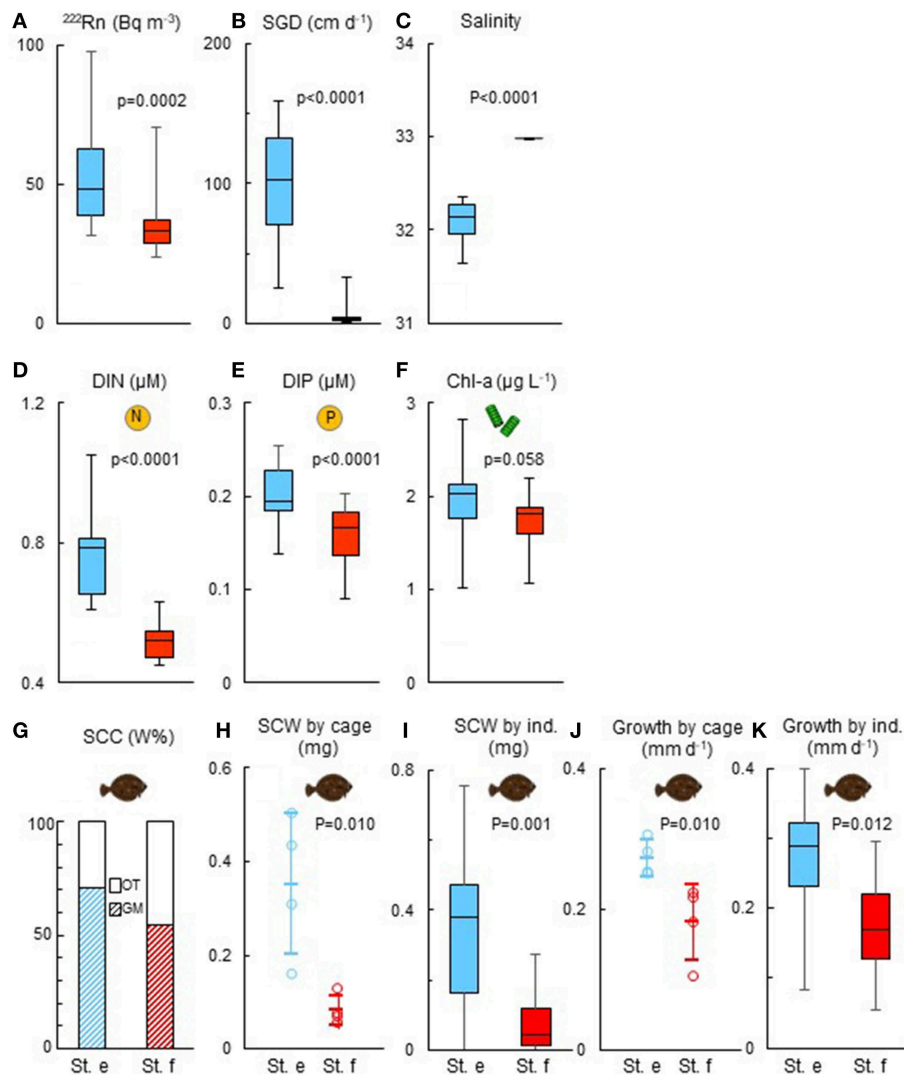 A ²²²Rn (Bq m⁻³) B SGD (cm d⁻¹) C Salinity
100 200 34
p=0.0002 p<0.0001 P<0.0001
33
50 100
32
0 0 31
D DIN (µM) E DIP (µM) F Chl-a (µg L⁻¹)
1.2 0.3 3
N P
p<0.0001 p<0.0001 p=0.058
0.2 2
0.8
0.1 1
0.4 0 0
G SCC (W%) H SCW by cage (mg) I SCW by ind. (mg) J Growth by cage (mm d⁻¹) K Growth by ind. (mm d⁻¹)
0.6 0.8 0.4 0.4
100 P=0.010 P=0.001 P=0.010 P=0.012
OT
GM
0.4
50 0.4 0.2 0.2
0.2
0 0 0 0 0
St. e St. f St. e St. f St. e St. f St. e St. f St. e St. f